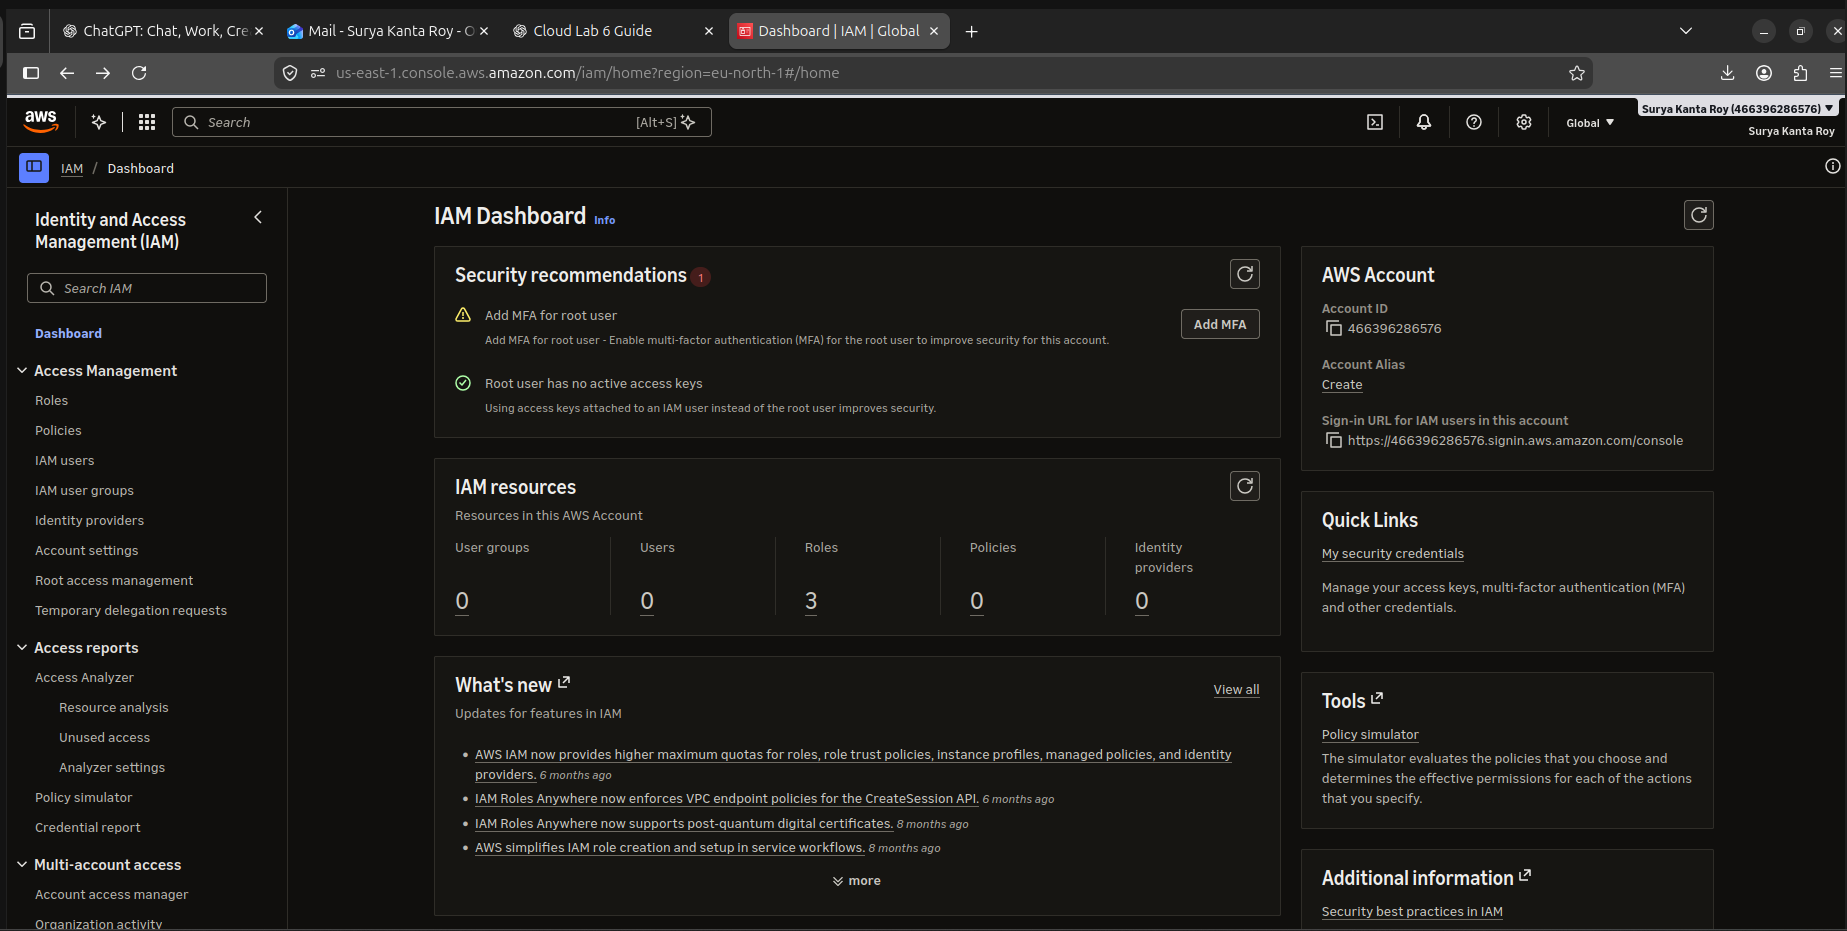 ChatGPT: Chat, Work, Cre
Mail - Surya Kanta Roy - O
Cloud Lab 6 Guide
Dashboard | IAM | Global
us-east-1.console.aws.amazon.com/iam/home?region=eu-north-1#/home
aws
Search
[Alt+S]
Global
Surya Kanta Roy (466396286576)
Surya Kanta Roy
IAM / Dashboard
Identity and Access
Management (IAM)
Search IAM
Dashboard
Access Management
Roles
Policies
IAM users
IAM user groups
Identity providers
Account settings
Root access management
Temporary delegation requests
Access reports
Access Analyzer
Resource analysis
Unused access
Analyzer settings
Policy simulator
Credential report
Multi-account access
Account access manager
Organization activity
IAM Dashboard Info
Security recommendations 1
Add MFA for root user
Add MFA for root user - Enable multi-factor authentication (MFA) for the root user to improve security for this account.
Add MFA
Root user has no active access keys
Using access keys attached to an IAM user instead of the root user improves security.
IAM resources
Resources in this AWS Account
User groups
0
Users
0
Roles
3
Policies
0
Identity
providers
0
What's new
View all
Updates for features in IAM
• AWS IAM now provides higher maximum quotas for roles, role trust policies, instance profiles, managed policies, and identity
providers. 6 months ago
• IAM Roles Anywhere now enforces VPC endpoint policies for the CreateSession API. 6 months ago
• IAM Roles Anywhere now supports post-quantum digital certificates. 8 months ago
• AWS simplifies IAM role creation and setup in service workflows. 8 months ago
more
AWS Account
Account ID
466396286576
Account Alias
Create
Sign-in URL for IAM users in this account
https://466396286576.signin.aws.amazon.com/console
Quick Links
My security credentials
Manage your access keys, multi-factor authentication (MFA)
and other credentials.
Tools
Policy simulator
The simulator evaluates the policies that you choose and
determines the effective permissions for each of the actions
that you specify.
Additional information
Security best practices in IAM